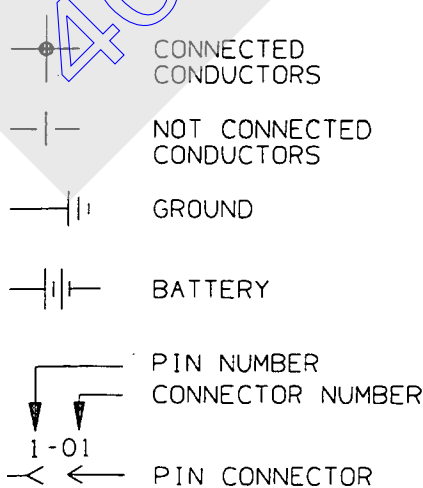 CONNECTED
CONDUCTORS
NOT CONNECTED
CONDUCTORS
GROUND
BATTERY
PIN NUMBER
CONNECTOR NUMBER
1-01
PIN CONNECTOR